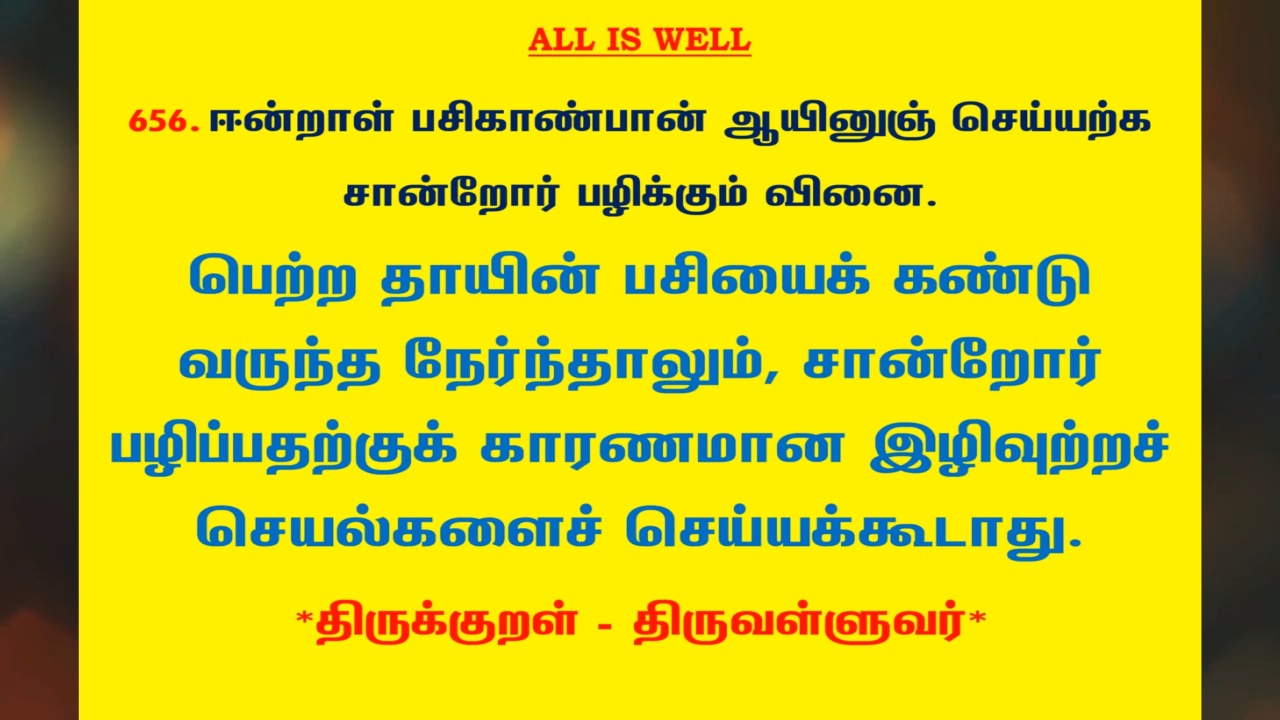 ALL IS WELL
656. ஈன்றாள் பசிகாண்பான் ஆயினுஞ் செய்யற்க
சான்றோர் பழிக்கும் வினை.
பெற்ற தாயின் பசியைக் கண்டு
வருந்த நேர்ந்தாலும், சான்றோர்
பழிப்பதற்குக் காரணமான இழிவுற்றச்
செயல்களைச் செய்யக்கூடாது.
*திருக்குறள் - திருவள்ளுவர்*